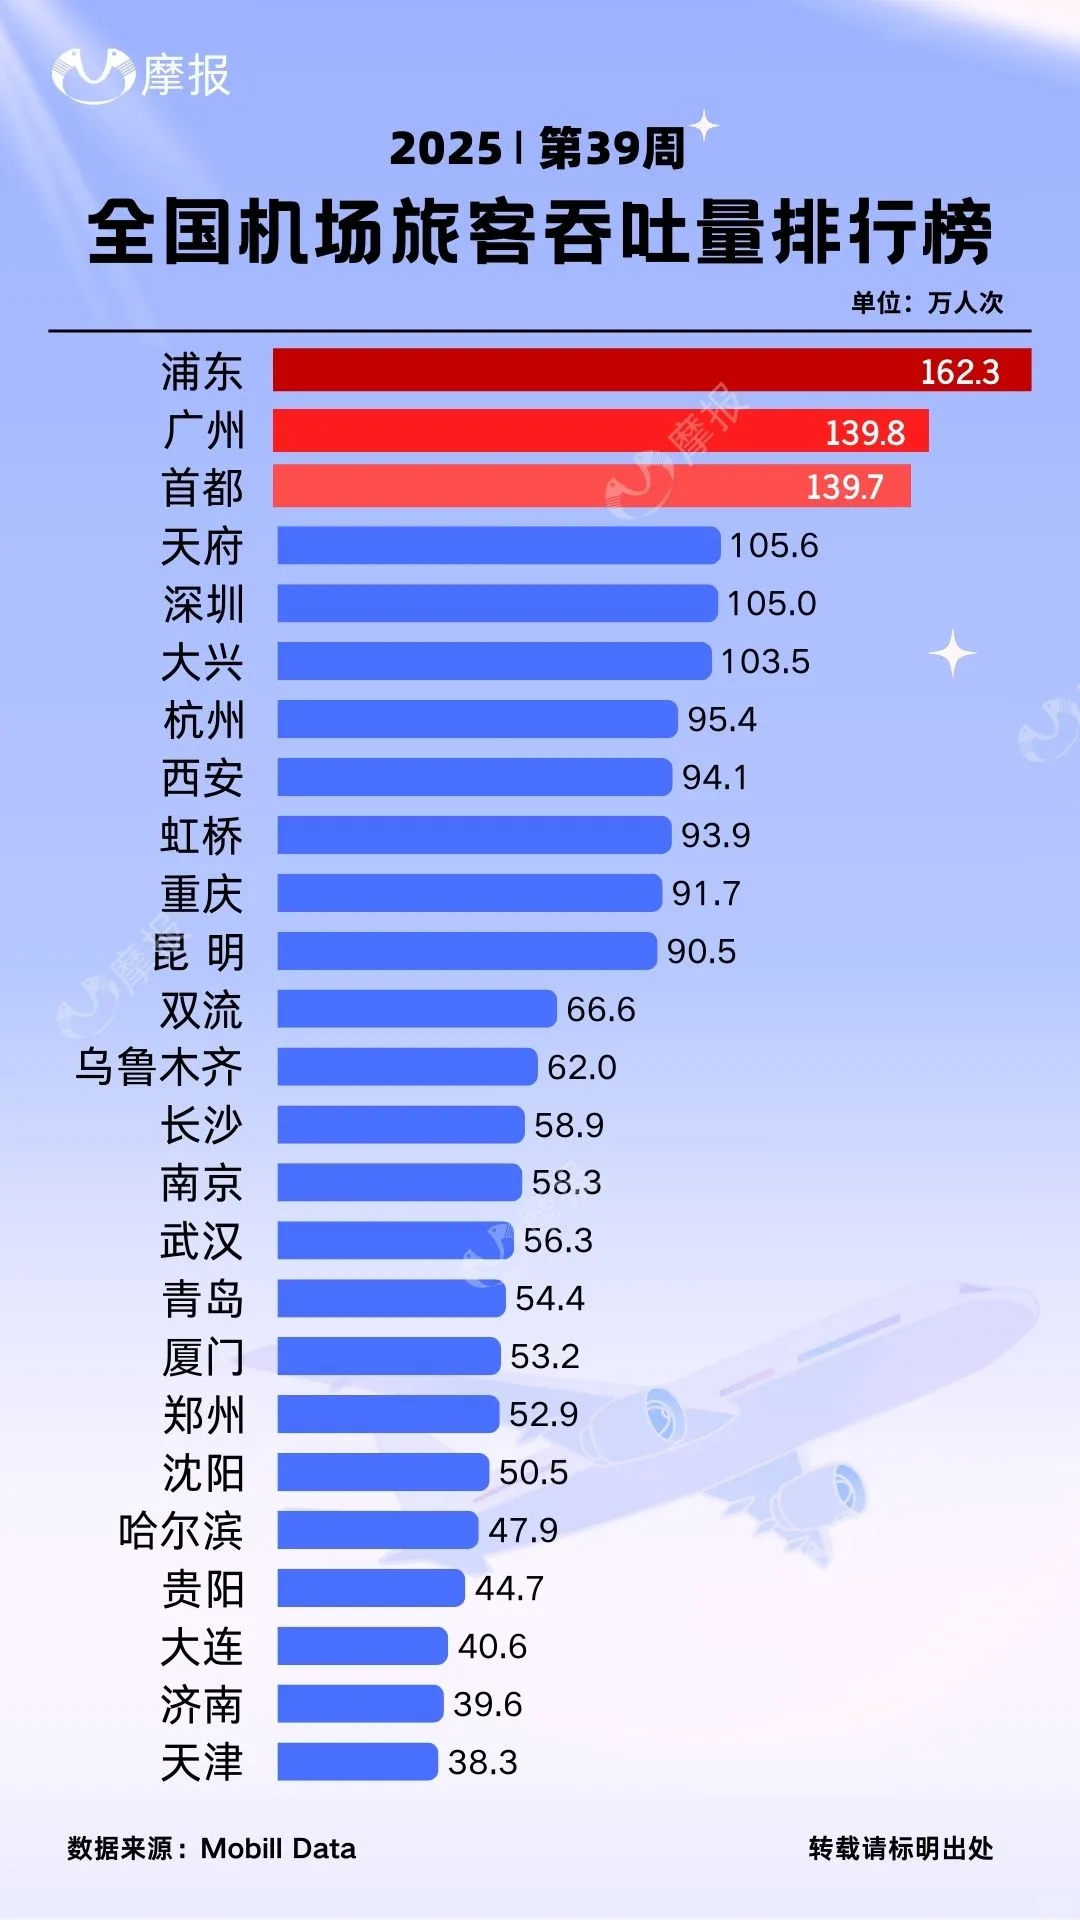 摩报
2025 | 第39周
全国机场旅客吞吐量排行榜
单位：万人次
浦东 162.3
广州 139.8
首都 139.7
天府 105.6
深圳 105.0
大兴 103.5
杭州 95.4
西安 94.1
虹桥 93.9
重庆 91.7
昆 明 90.5
双流 66.6
乌鲁木齐 62.0
长沙 58.9
南京 58.3
武汉 56.3
青岛 54.4
厦门 53.2
郑州 52.9
沈阳 50.5
哈尔滨 47.9
贵阳 44.7
大连 40.6
济南 39.6
天津 38.3
数据来源：Mobill Data 转载请标明出处
摩报
摩报
摩报